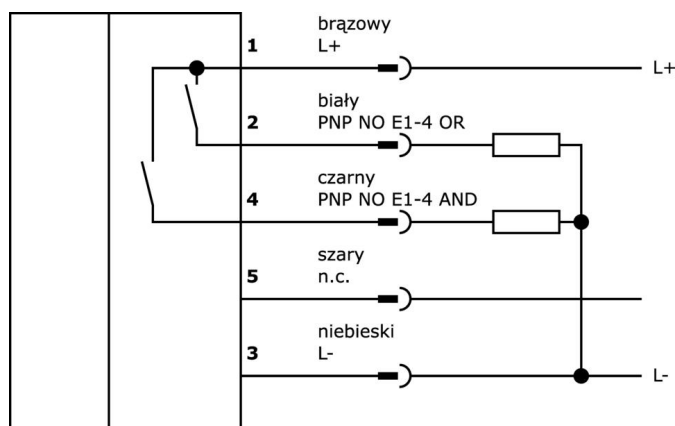 brązowy
1 L+ L+
biały
2 PNP NO E1-4 OR
czarny
4 PNP NO E1-4 AND
szary
5 n.c.
niebieski
3 L- L-